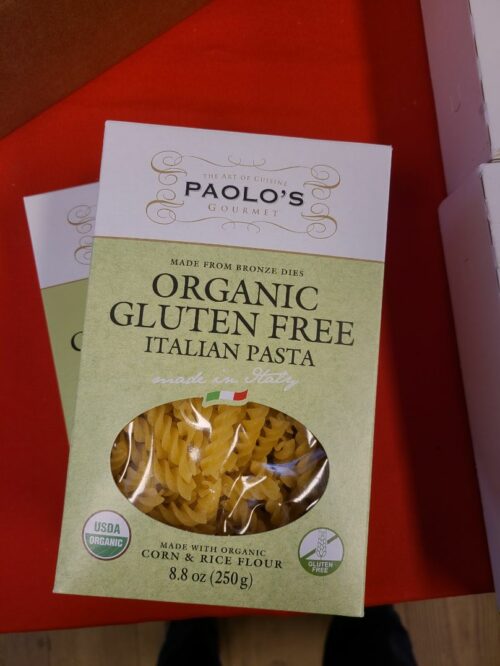 THE ART OF CUISINE
PAOLO'S
GOURMET
MADE FROM BRONZE DIES
ORGANIC
GLUTEN FREE
ITALIAN PASTA
made in Italy
USDA
ORGANIC
MADE WITH ORGANIC
CORN & RICE FLOUR
8.8 oz (250g)
GLUTEN
FREE